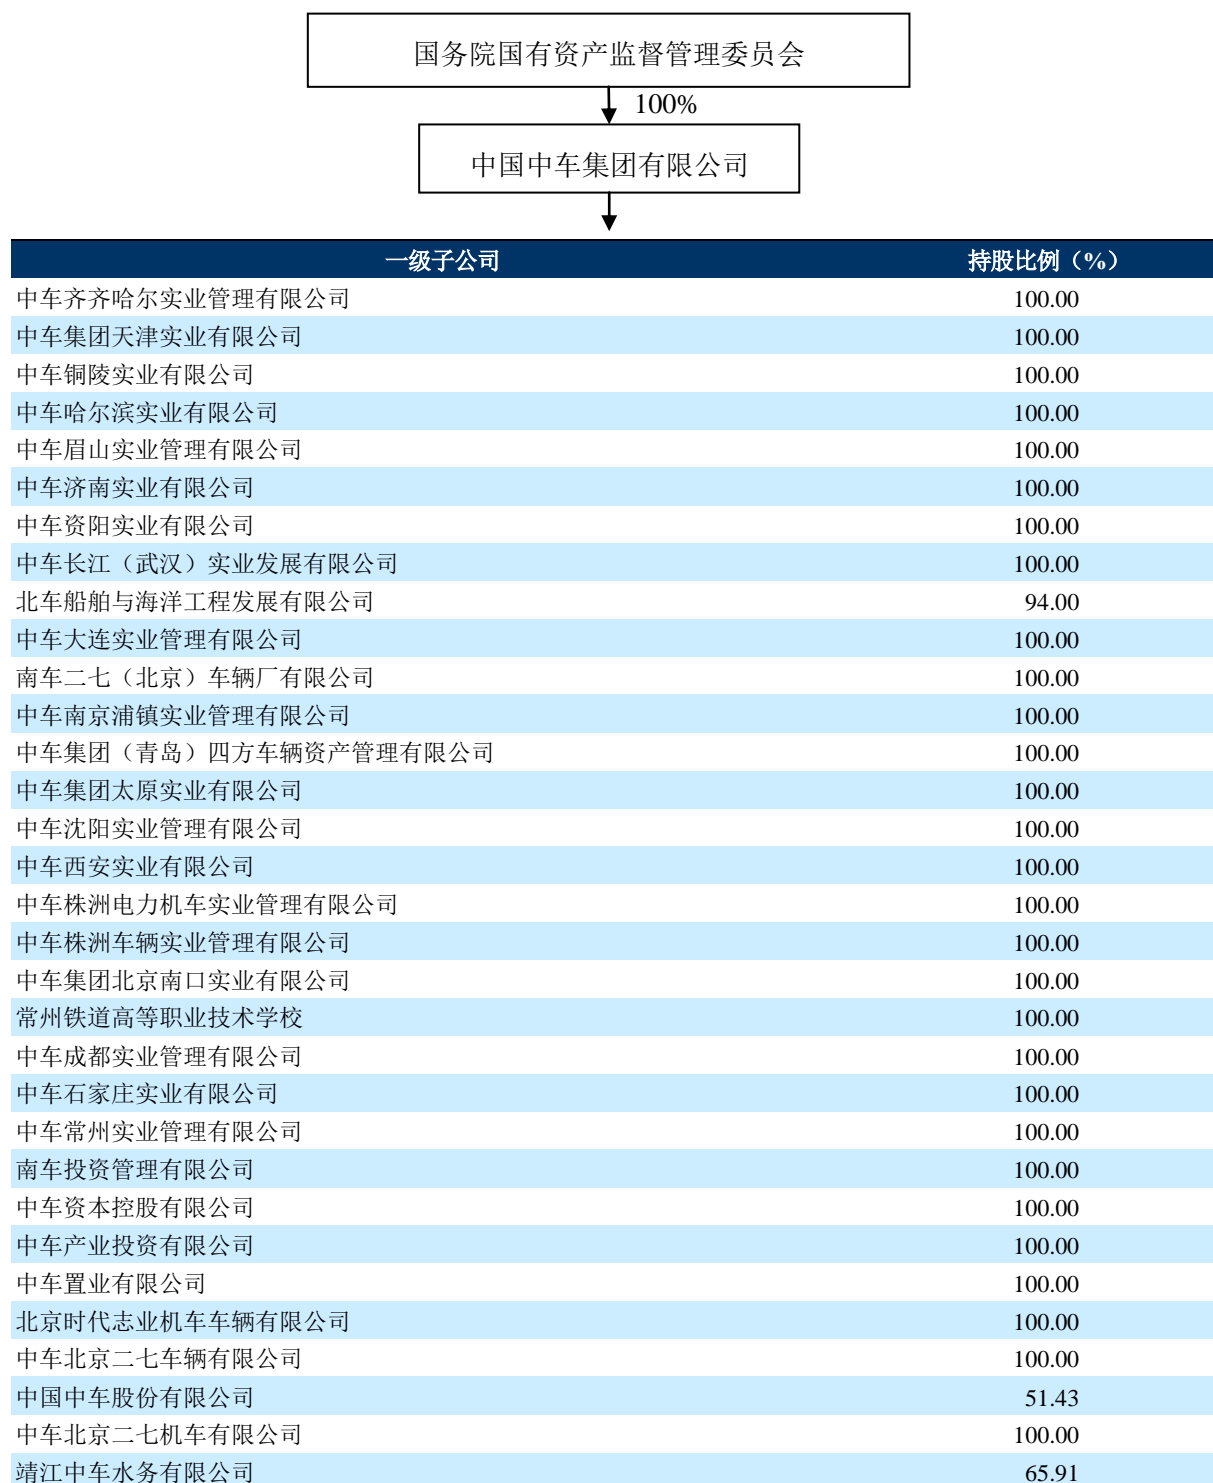 国务院国有资产监督管理委员会
100%
中国中车集团有限公司
一级子公司 持股比例（%）
中车齐齐哈尔实业管理有限公司 100.00
中车集团天津实业有限公司 100.00
中车铜陵实业有限公司 100.00
中车哈尔滨实业有限公司 100.00
中车眉山实业管理有限公司 100.00
中车济南实业有限公司 100.00
中车资阳实业有限公司 100.00
中车长江（武汉）实业发展有限公司 100.00
北车船舶与海洋工程发展有限公司 94.00
中车大连实业管理有限公司 100.00
南车二七（北京）车辆厂有限公司 100.00
中车南京浦镇实业管理有限公司 100.00
中车集团（青岛）四方车辆资产管理有限公司 100.00
中车集团太原实业有限公司 100.00
中车沈阳实业管理有限公司 100.00
中车西安实业有限公司 100.00
中车株洲电力机车实业管理有限公司 100.00
中车株洲车辆实业管理有限公司 100.00
中车集团北京南口实业有限公司 100.00
常州铁道高等职业技术学校 100.00
中车成都实业管理有限公司 100.00
中车石家庄实业有限公司 100.00
中车常州实业管理有限公司 100.00
南车投资管理有限公司 100.00
中车资本控股有限公司 100.00
中车产业投资有限公司 100.00
中车置业有限公司 100.00
北京时代志业机车车辆有限公司 100.00
中车北京二七车辆有限公司 100.00
中国中车股份有限公司 51.43
中车北京二七机车有限公司 100.00
靖江中车水务有限公司 65.91